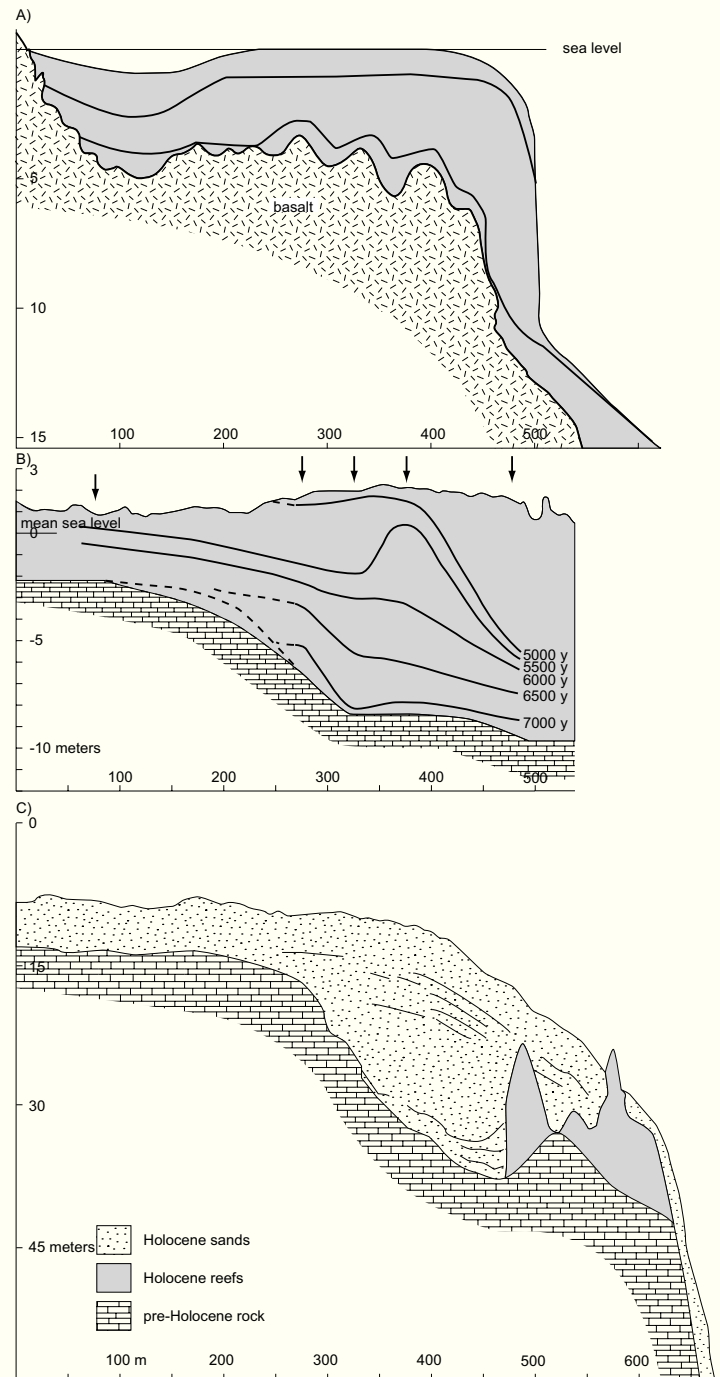 A)
sea level
5
basalt
10
15
100
200
300
400
500
B)
3
mean sea level
0
-5
5000 y
5500 y
6000 y
6500 y
7000 y
-10 meters
100
200
300
400
500
C)
0
15
30
45 meters
Holocene sands
Holocene reefs
pre-Holocene rock
100 m
200
300
400
500
600